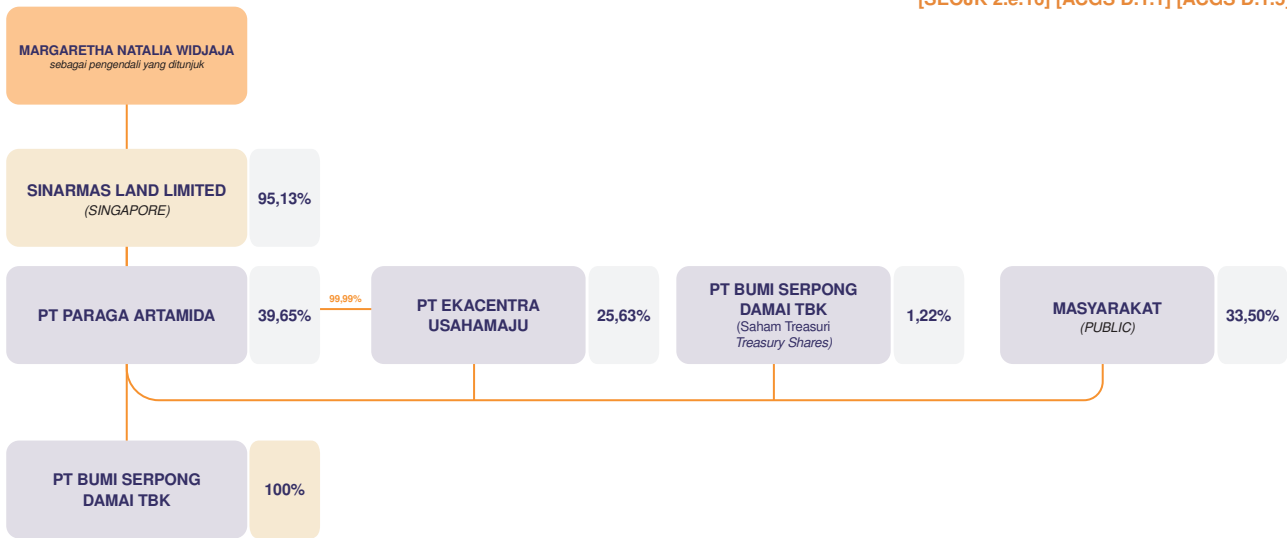 MARGARETHA NATALIA WIDJAJA
sebagai pengendali yang ditunjuk
SINARMAS LAND LIMITED
(SINGAPORE)
95,13%
PT PARAGA ARTAMIDA
39,65%
99,99%
PT EKACENTRA
USAHAMAJU
25,63%
PT BUMI SERPONG
DAMAI TBK
(Saham Treasuri
Treasury Shares)
1,22%
MASYARAKAT
(PUBLIC)
33,50%
PT BUMI SERPONG
DAMAI TBK
100%